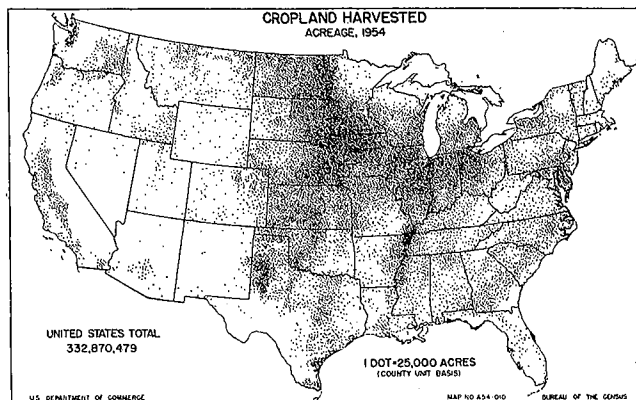 CROPLAND HARVESTED
ACREAGE, 1954
UNITED STATES TOTAL
332,870,479
1 DOT=25,000 ACRES
(COUNTY UNIT BASIS)
U.S. DEPARTMENT OF COMMERCE
MAP NO A54-010
BUREAU OF THE CENSUS